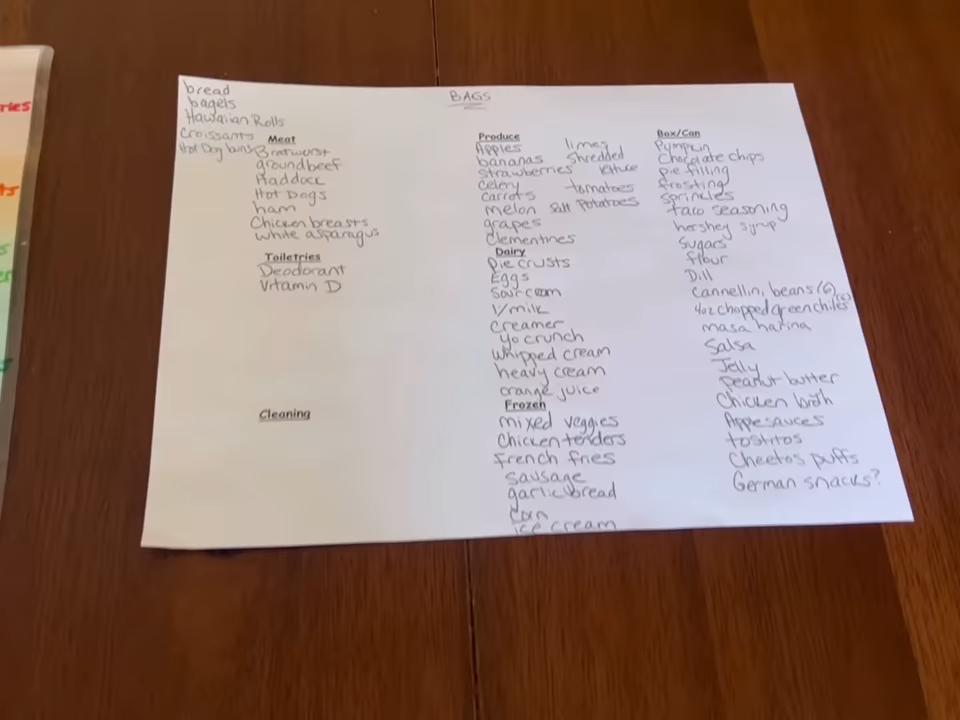 ries
ts
s
er
s
BAGS
bread
bagels
Hawaiian Rolls
Croissants
Hot Dog buns
Meat
Bratwurst
ground beef
Haddock
Hot Dogs
ham
Chicken breasts
white asparagus
Toiletries
Deodorant
Vitamin D
Cleaning
Produce
Apples
bananas
strawberries
celery
carrots
melon
grapes
clementines
limes
shredded
lettuce
tomatoes
Salt Potatoes
Dairy
Pie crusts
Eggs
sour cream
1/milk
creamer
yo crunch
whipped cream
heavy cream
orange juice
Frozen
mixed veggies
Chicken tenders
french fries
sausage
garlic bread
Corn
ice cream
Box/Can
Pumpkin
Chocolate chips
pie filling
frosting
sprinkles
taco seasoning
hershey syrup
sugars
flour
Dill
cannellini beans (6)
4oz chopped green chiles
masa harina
Salsa
Jelly
Peanut butter
Chicken broth
Applesauces
tostitos
Cheetos puffs
German snacks?